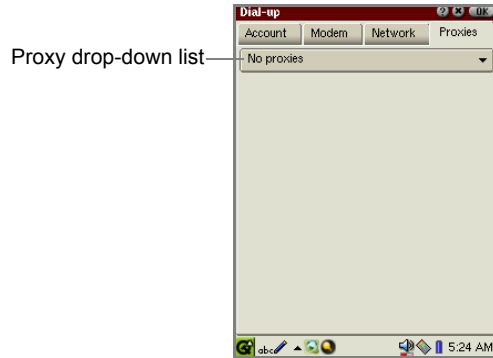 Dial-up ? OK
Account Modem Network Proxies
Proxy drop-down list
No proxies
abc 5:24 AM